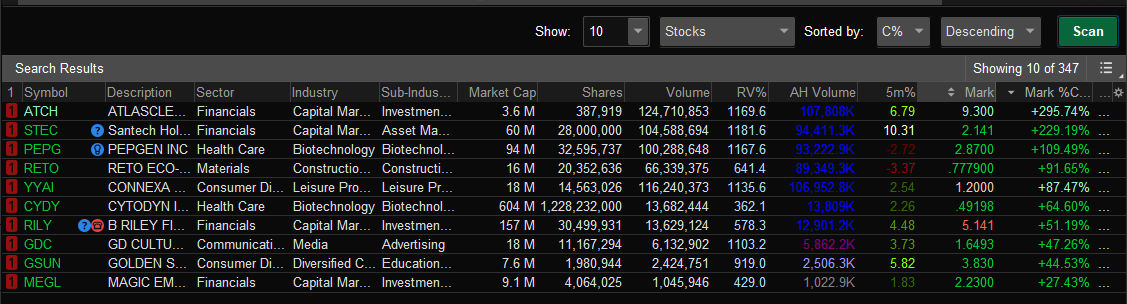 Show: 10 Stocks Sorted by: C% Descending Scan
Search Results Showing 10 of 347
1 Symbol Description Sector Industry Sub-Indus... Market Cap Shares Volume RV% AH Volume 5m% Mark Mark %C... ...
1 ATCH ATLASCLE... Financials Capital Mar... Investmen... 3.6 M 387,919 124,710,853 1169.6 107,808K 6.79 9.300 +295.74% ...
1 STEC ? Santech Hol... Financials Capital Mar... Asset Ma... 60 M 28,000,000 104,588,694 1181.6 94,411.3K 10.31 2.141 +229.19% ...
1 PEPG PEPGEN INC Health Care Biotechnology Biotechnol... 94 M 32,595,737 100,288,648 1167.6 93,222.9K -2.72 2.8700 +109.49% ...
1 RETO RETO ECO-... Materials Constructio... Constructi... 16 M 20,352,636 66,339,375 641.4 89,349.3K -3.37 .777900 +91.65% ...
1 YYAI CONNEXA ... Consumer Di... Leisure Pro... Leisure Pr... 18 M 14,563,026 116,240,373 1135.6 106,952.8K 2.54 1.2000 +87.47% ...
1 CYDY CYTODYN I... Health Care Biotechnology Biotechnol... 604 M 1,228,232,000 13,682,444 362.1 13,809K 2.26 .49198 +64.60% ...
1 RILY ? B RILEY FI... Financials Capital Mar... Investmen... 157 M 30,499,931 13,629,124 578.3 12,901.2K 4.48 5.141 +51.19% ...
1 GDC GD CULTU... Communicati... Media Advertising 18 M 11,167,294 6,132,902 1103.2 5,862.2K 3.73 1.6493 +47.26% ...
1 GSUN GOLDEN S... Consumer Di... Diversified C... Education... 7.6 M 1,980,944 2,424,751 919.0 2,506.3K 5.82 3.830 +44.53% ...
1 MEGL MAGIC EM... Financials Capital Mar... Investmen... 9.1 M 4,064,025 1,045,946 429.0 1,022.9K 1.83 2.2300 +27.43% ...